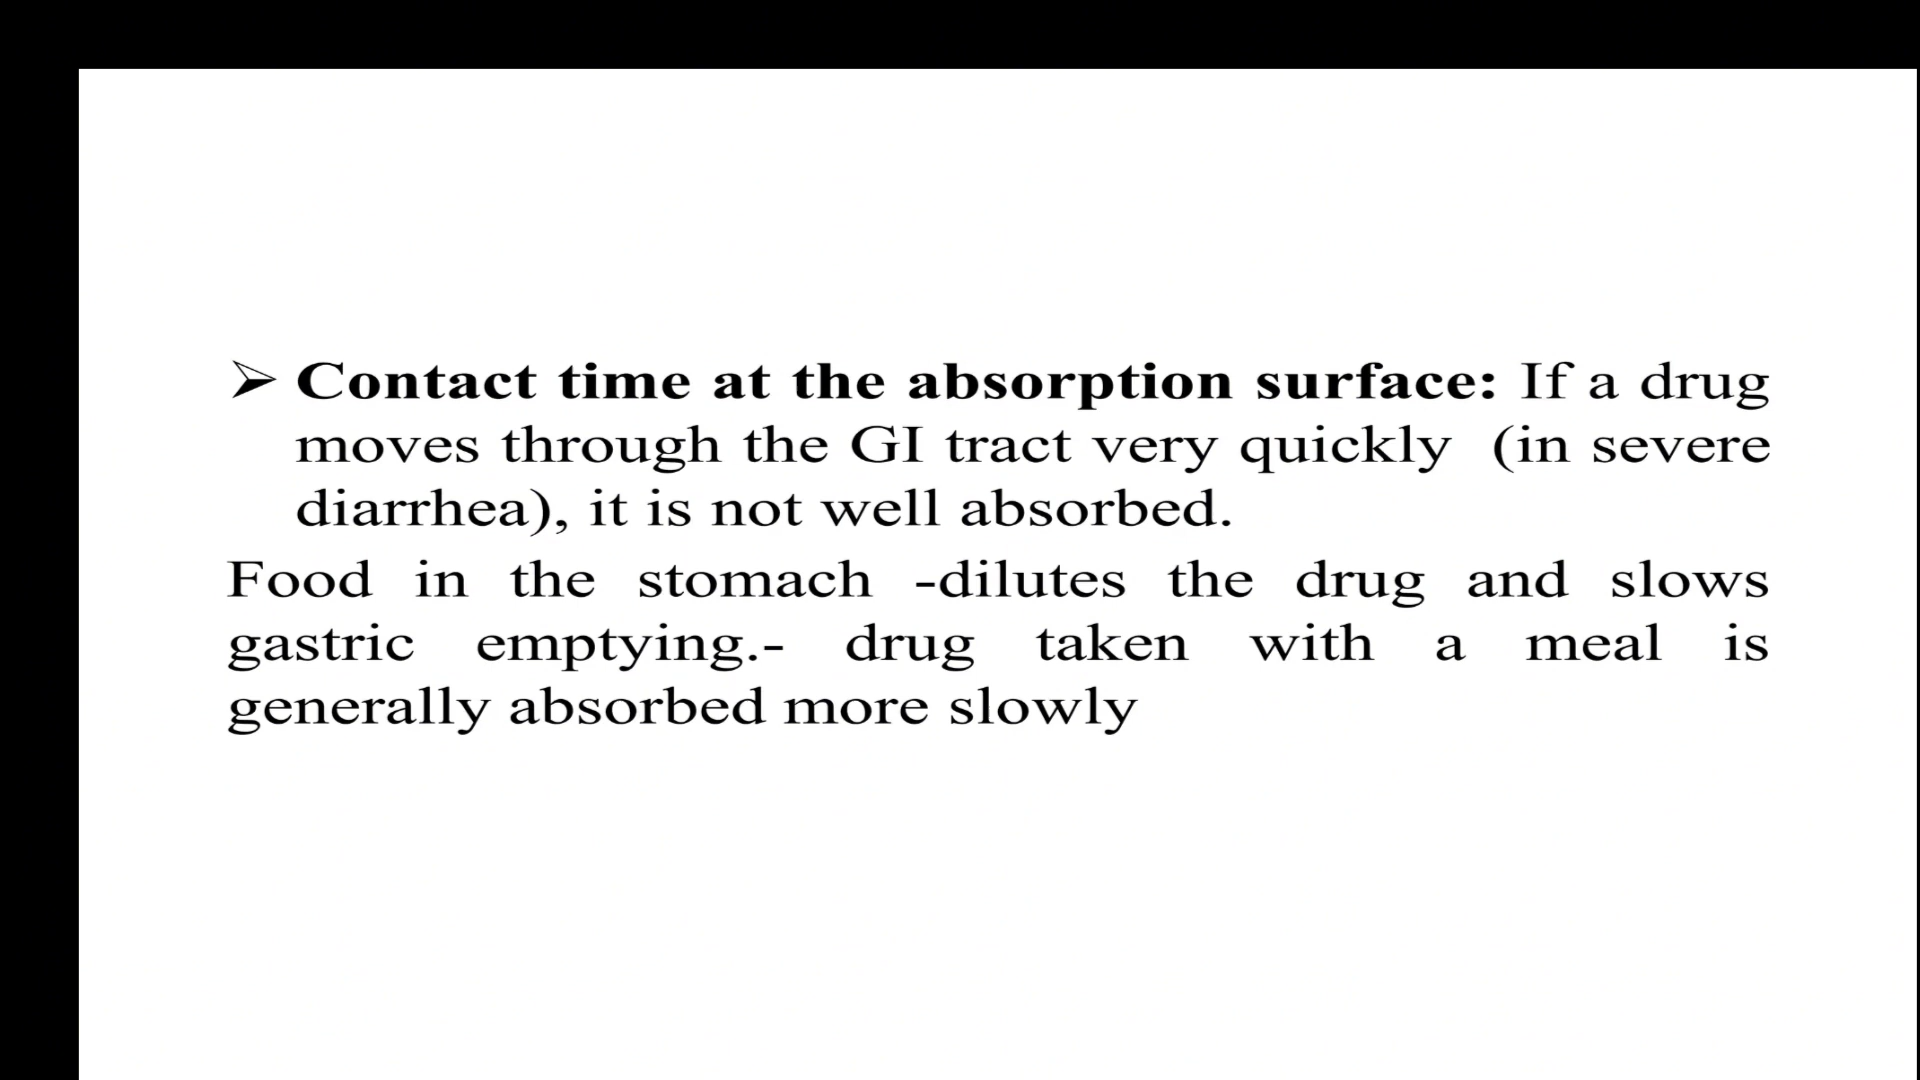 ➢ Contact time at the absorption surface: If a drug
moves through the GI tract very quickly (in severe
diarrhea), it is not well absorbed.
Food in the stomach -dilutes the drug and slows
gastric emptying.- drug taken with a meal is
generally absorbed more slowly